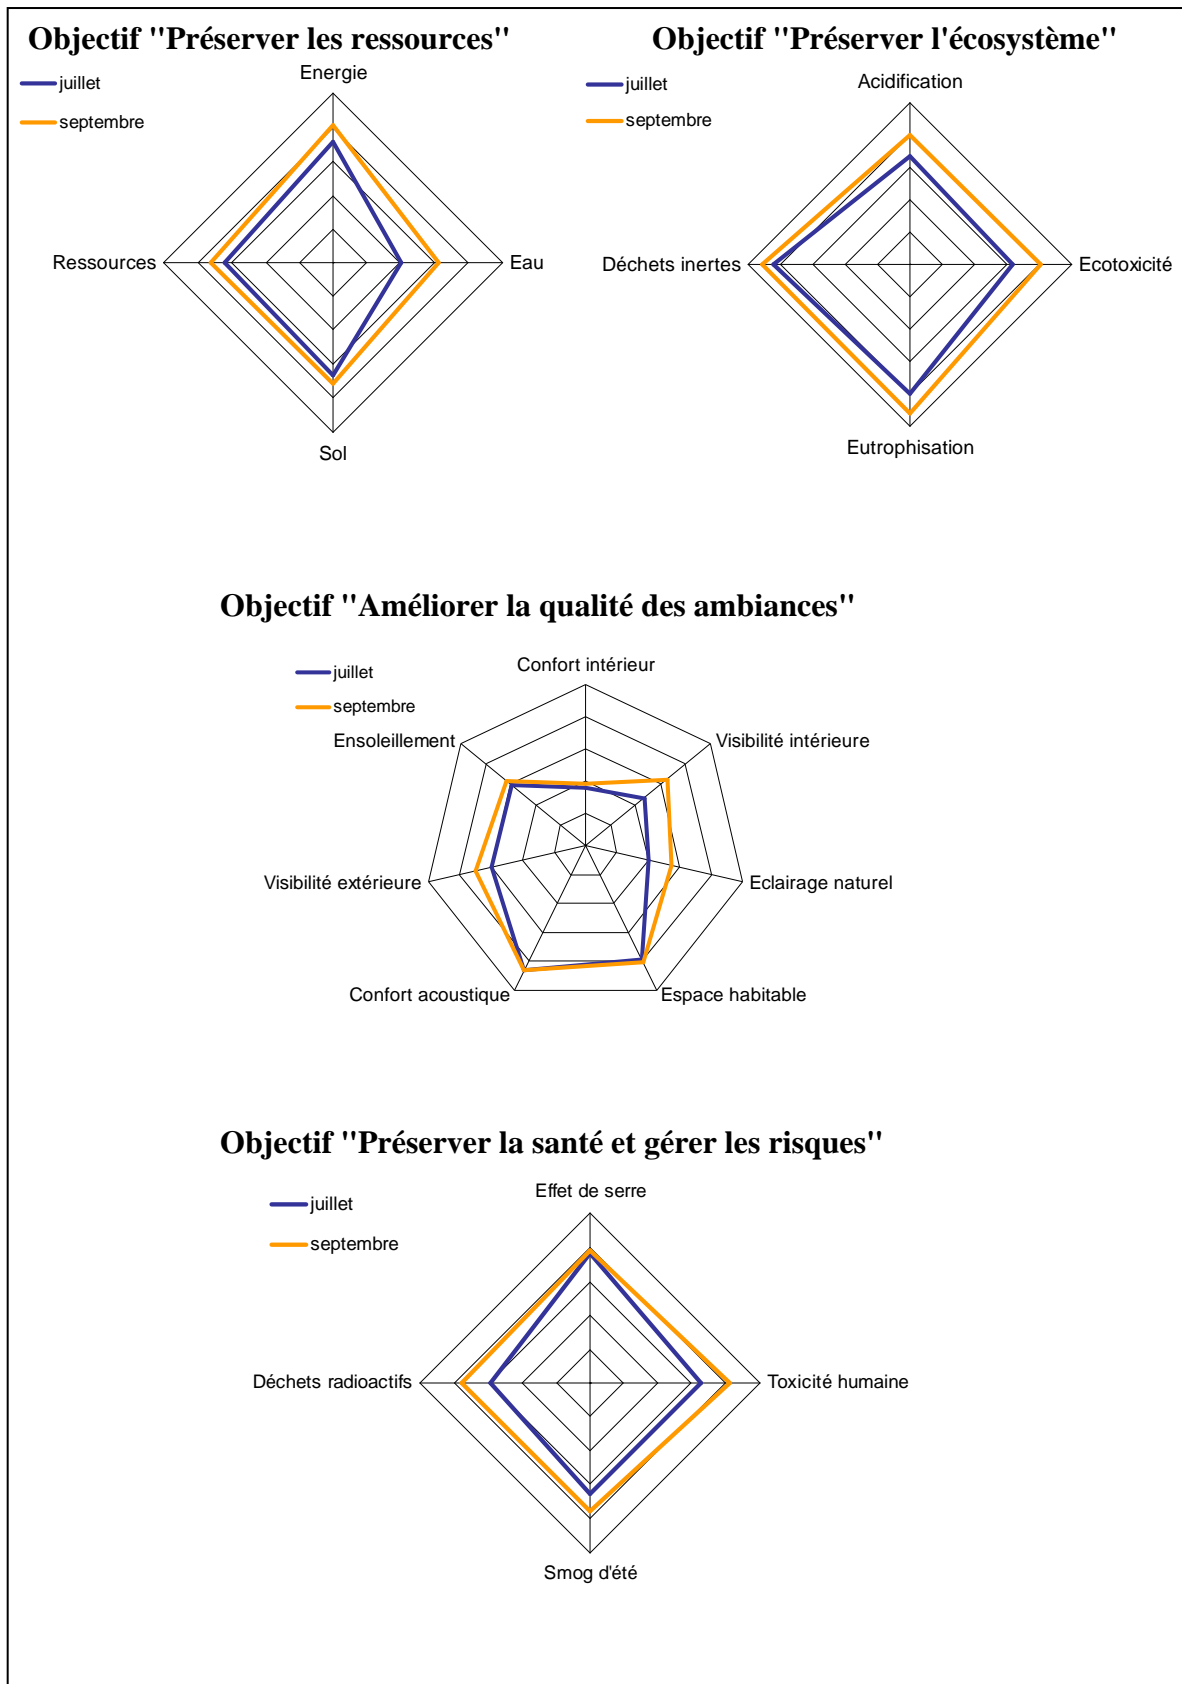 Objectif "Préserver les ressources"
juillet
septembre
Energie
Ressources
Eau
Sol
Objectif "Préserver l'écosystème"
juillet
septembre
Acidification
Déchets inertes
Ecotoxicité
Eutrophisation
Objectif "Améliorer la qualité des ambiances"
juillet
septembre
Confort intérieur
Ensoleillement
Visibilité intérieure
Visibilité extérieure
Eclairage naturel
Confort acoustique
Espace habitable
Objectif "Préserver la santé et gérer les risques"
juillet
septembre
Effet de serre
Déchets radioactifs
Toxicité humaine
Smog d'été